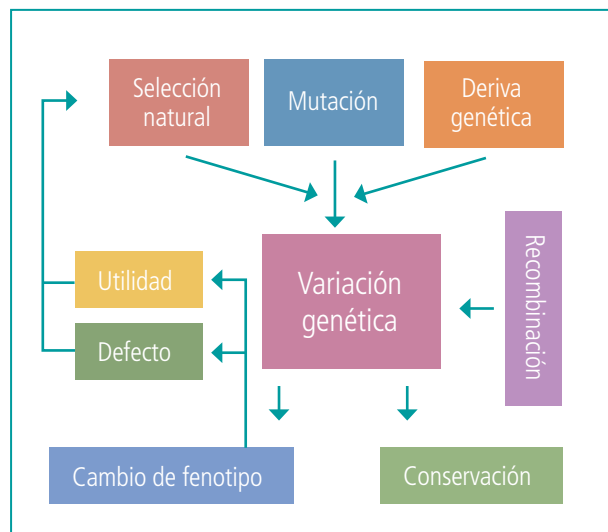 Selección
natural
Mutación
Deriva
genética
Utilidad
Defecto
Variación
genética
Recombinación
Cambio de fenotipo
Conservación